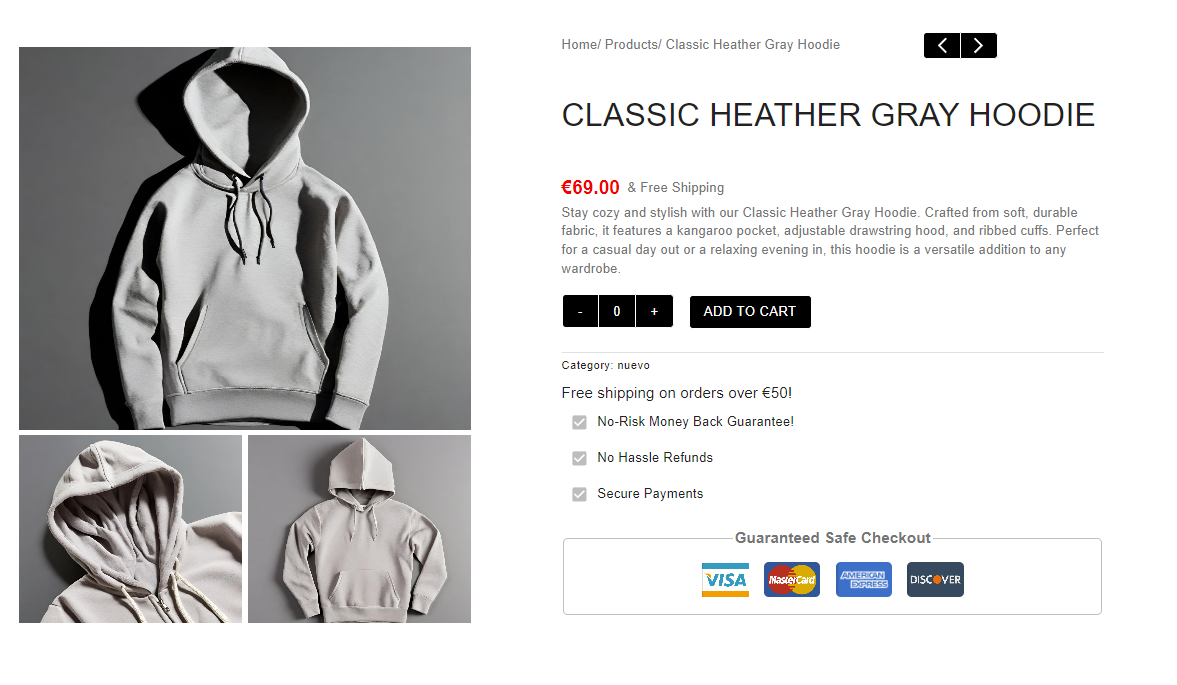 Home/ Products/ Classic Heather Gray Hoodie
CLASSIC HEATHER GRAY HOODIE
€69.00 & Free Shipping
Stay cozy and stylish with our Classic Heather Gray Hoodie. Crafted from soft, durable
fabric, it features a kangaroo pocket, adjustable drawstring hood, and ribbed cuffs. Perfect
for a casual day out or a relaxing evening in, this hoodie is a versatile addition to any
wardrobe.
- 0 + ADD TO CART
Category: nuevo
Free shipping on orders over €50!
No-Risk Money Back Guarantee!
No Hassle Refunds
Secure Payments
Guaranteed Safe Checkout
VISA MasterCard AMERICAN EXPRESS DISCOVER